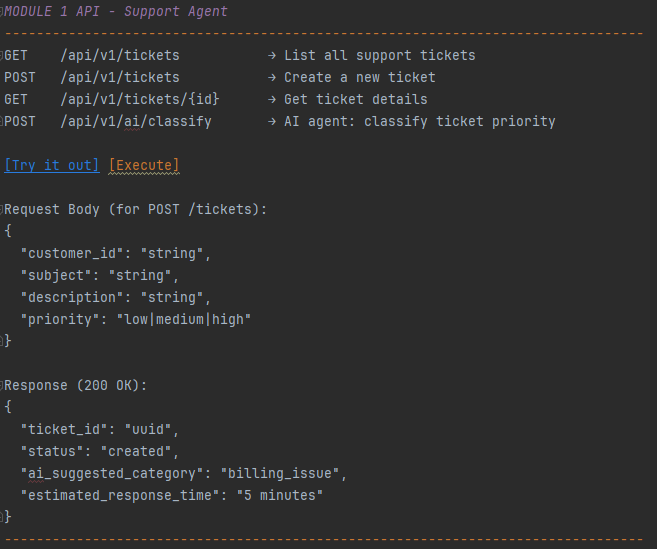 MODULE 1 API - Support Agent
--------------------------------------------------------------------------------
GET    /api/v1/tickets           → List all support tickets
POST   /api/v1/tickets           → Create a new ticket
GET    /api/v1/tickets/{id}      → Get ticket details
POST   /api/v1/ai/classify       → AI agent: classify ticket priority
[Try it out] [Execute]
Request Body (for POST /tickets):
{
  "customer_id": "string",
  "subject": "string",
  "description": "string",
  "priority": "low|medium|high"
}
Response (200 OK):
{
  "ticket_id": "uuid",
  "status": "created",
  "ai_suggested_category": "billing_issue",
  "estimated_response_time": "5 minutes"
}
--------------------------------------------------------------------------------